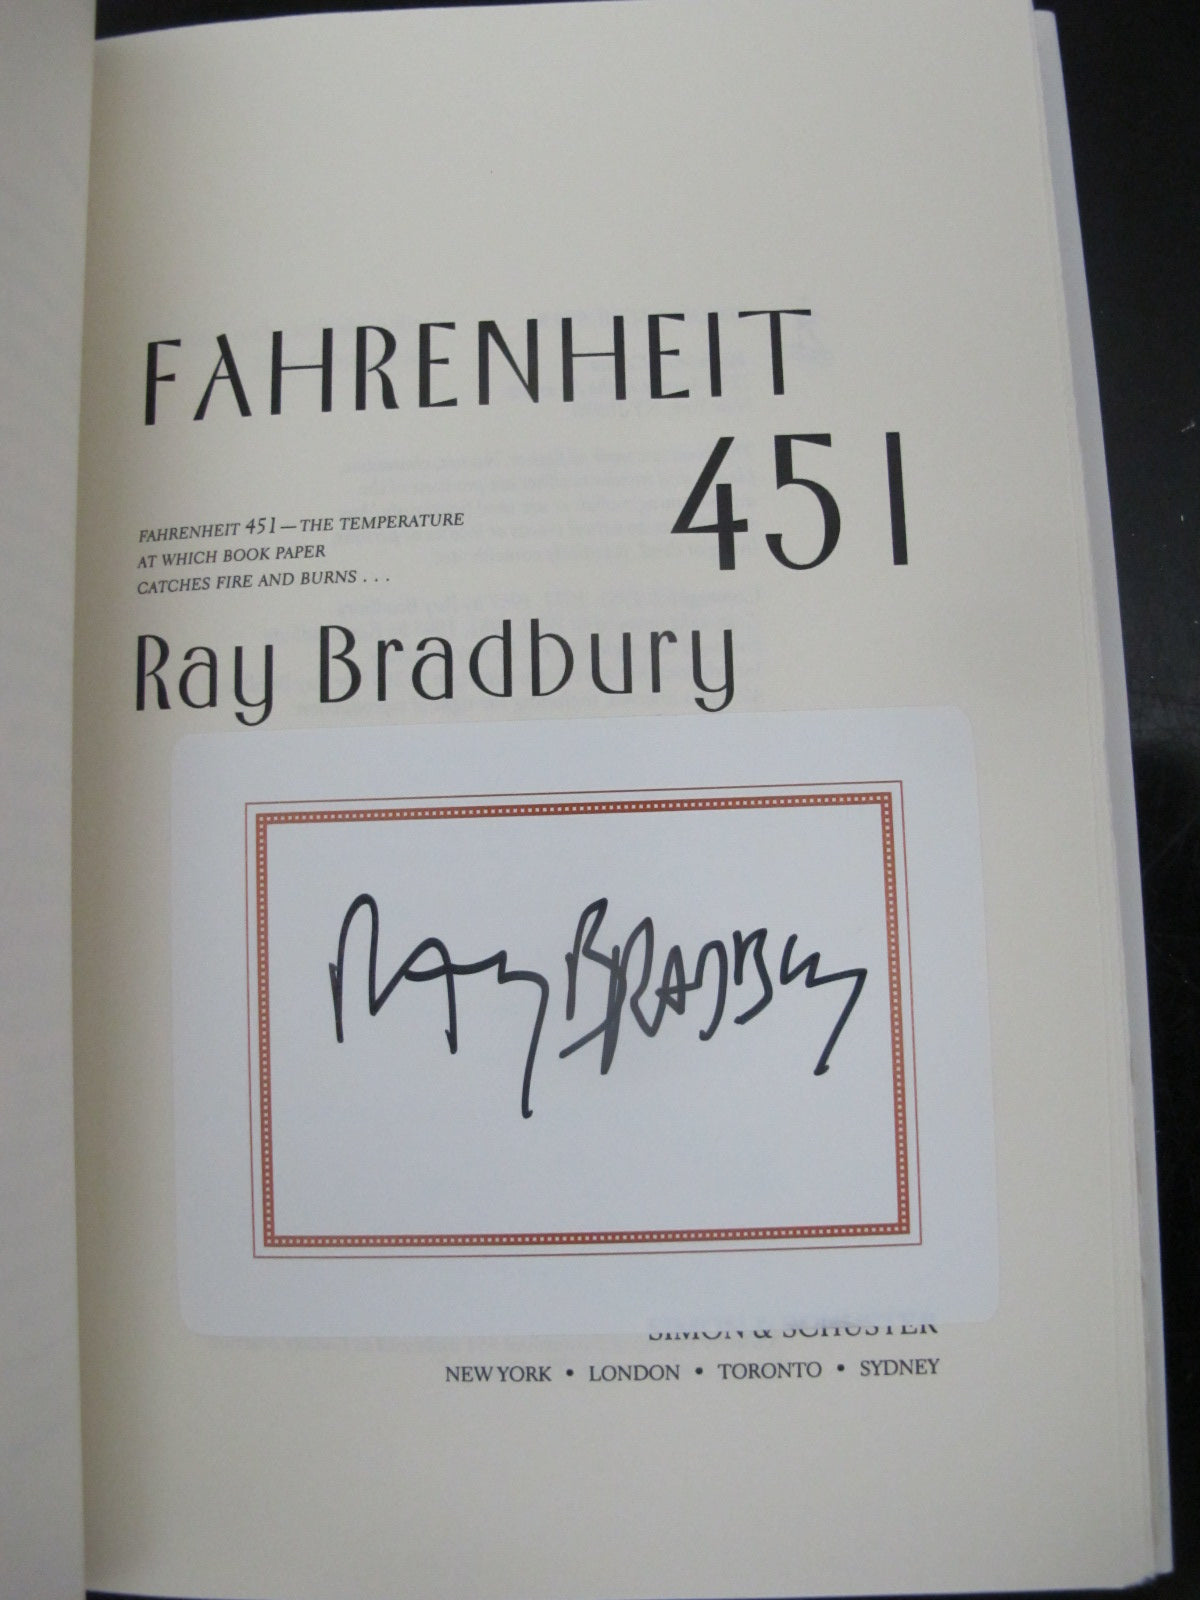 FAHRENHEIT
451
FAHRENHEIT 451—THE TEMPERATURE
AT WHICH BOOK PAPER
CATCHES FIRE AND BURNS . . .
Ray Bradbury
RAY BRADBURY
SIMON & SCHUSTER
NEW YORK • LONDON • TORONTO • SYDNEY